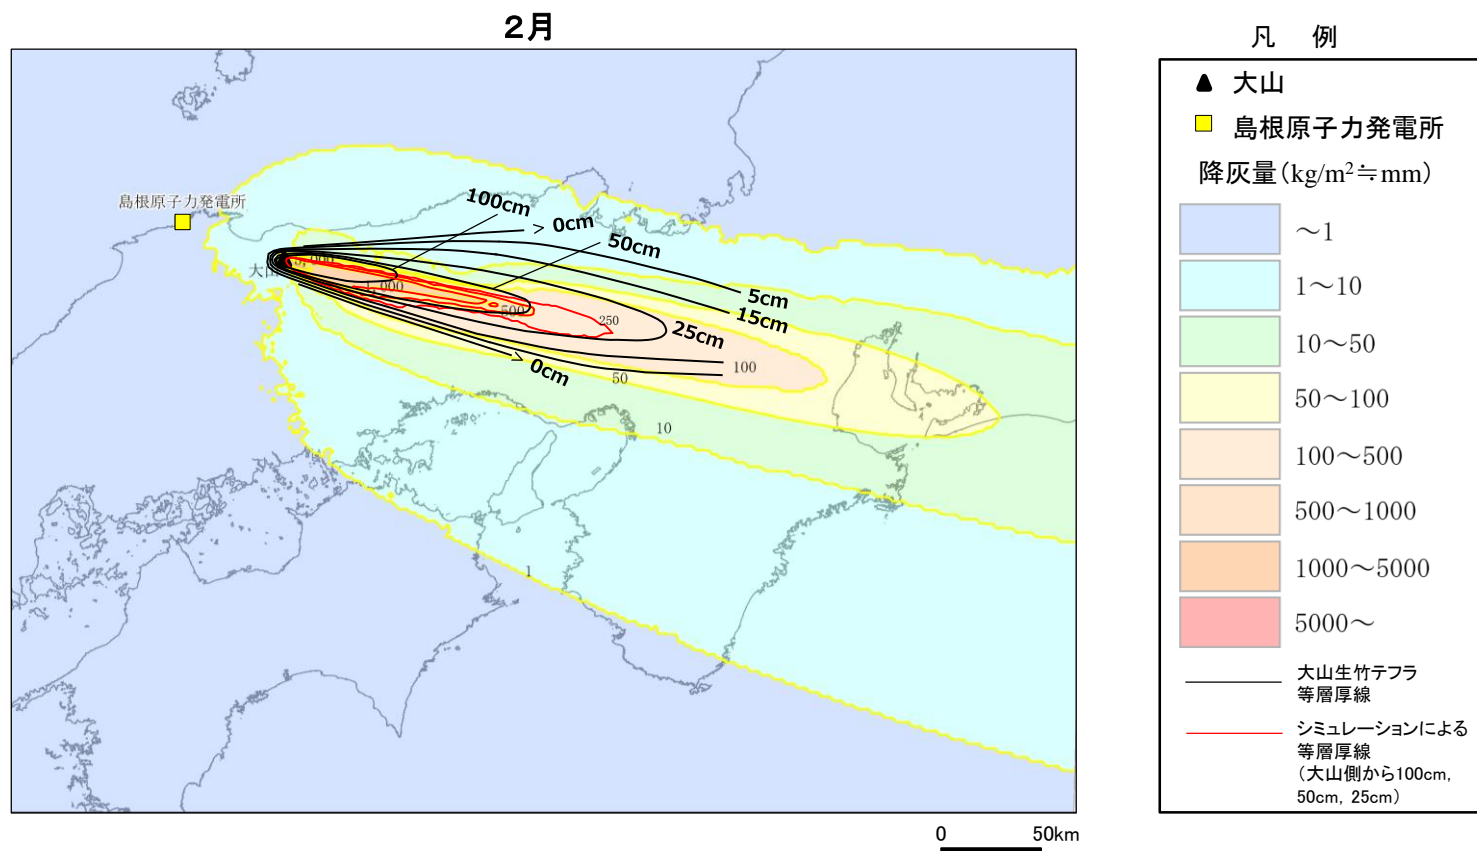 2月
島根原子力発電所
100cm
> 0cm
50cm
大山
1,000
500
250
5cm
15cm
25cm
> 0cm
100
50
10
1
0 50km
凡 例
大山
島根原子力発電所
降灰量(kg/m²≒mm)
～1
1～10
10～50
50～100
100～500
500～1000
1000～5000
5000～
大山生竹テフラ
等層厚線
シミュレーションによる
等層厚線
(大山側から100cm,
50cm, 25cm)